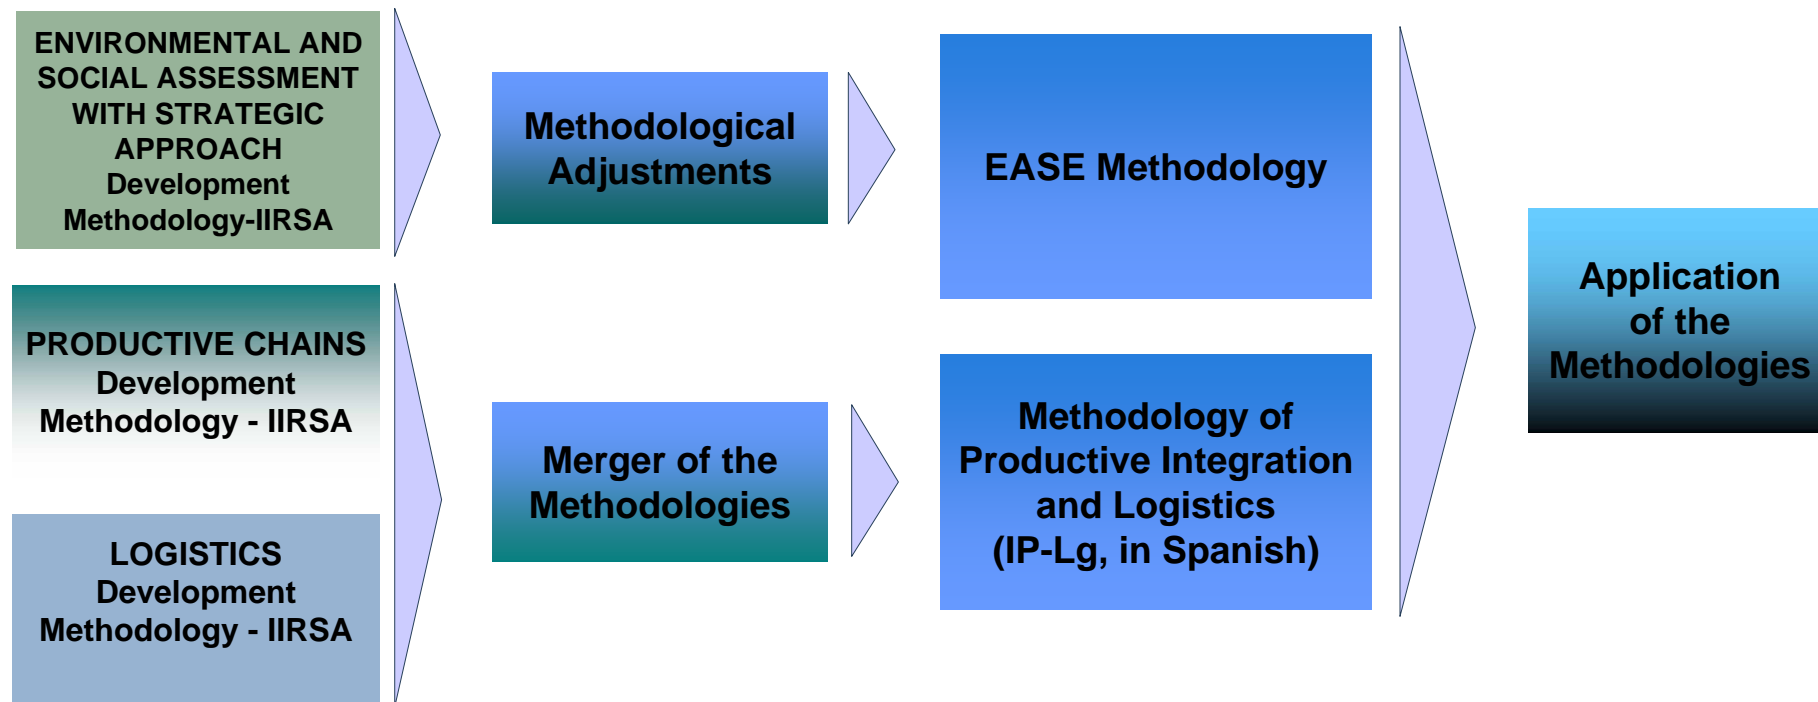 ENVIRONMENTAL AND
SOCIAL ASSESSMENT
WITH STRATEGIC
APPROACH
Development
Methodology-IIRSA
Methodological
Adjustments
EASE Methodology
PRODUCTIVE CHAINS
Development
Methodology - IIRSA
LOGISTICS
Development
Methodology - IIRSA
Merger of the
Methodologies
Methodology of
Productive Integration
and Logistics
(IP-Lg, in Spanish)
Application
of the
Methodologies